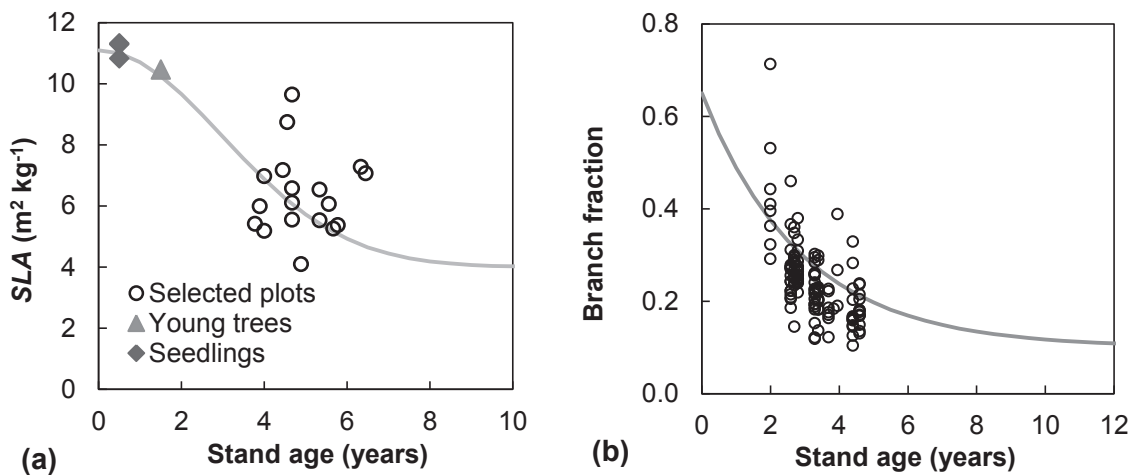 12
10
8
6
4
2
0
SLA (m² kg⁻¹)
Selected plots
Young trees
Seedlings
0 2 4 6 8 10
Stand age (years)
(a)
0.8
0.6
0.4
0.2
0.0
Branch fraction
0 2 4 6 8 10 12
Stand age (years)
(b)